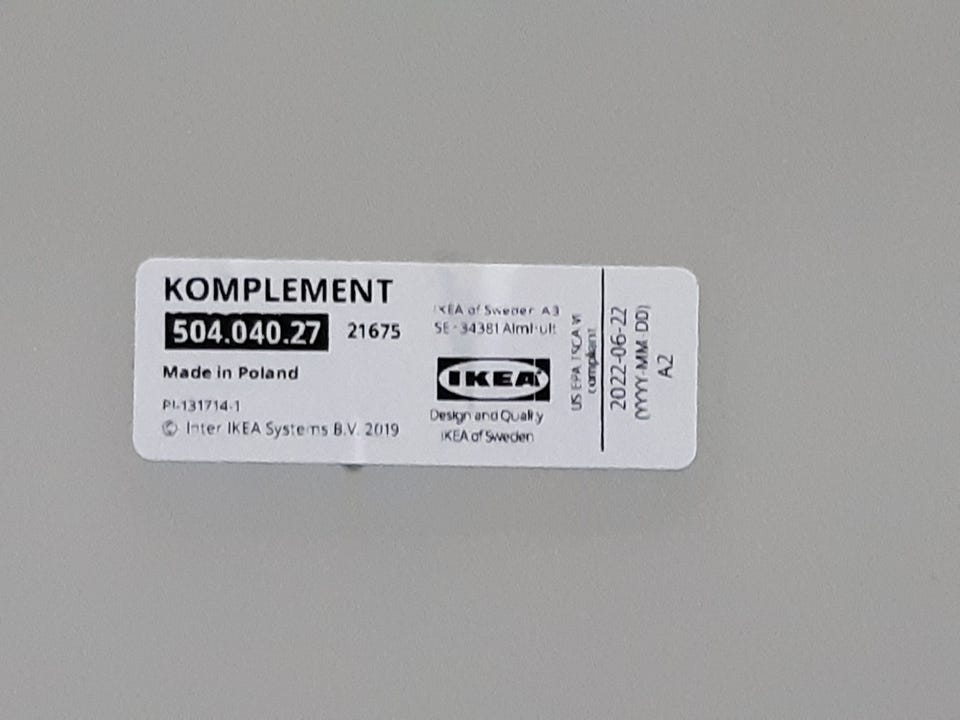 KOMPLEMENT
504.040.27 21675
Made in Poland
PI-131714-1
© Inter IKEA Systems B.V. 2019
IKEA of Sweden AB
SE - 34381 Älmhult
IKEA
Design and Quality
IKEA of Sweden
US EPA TSCA VI
compliant
2022-06-22
(YYYY-MM-DD)
A2